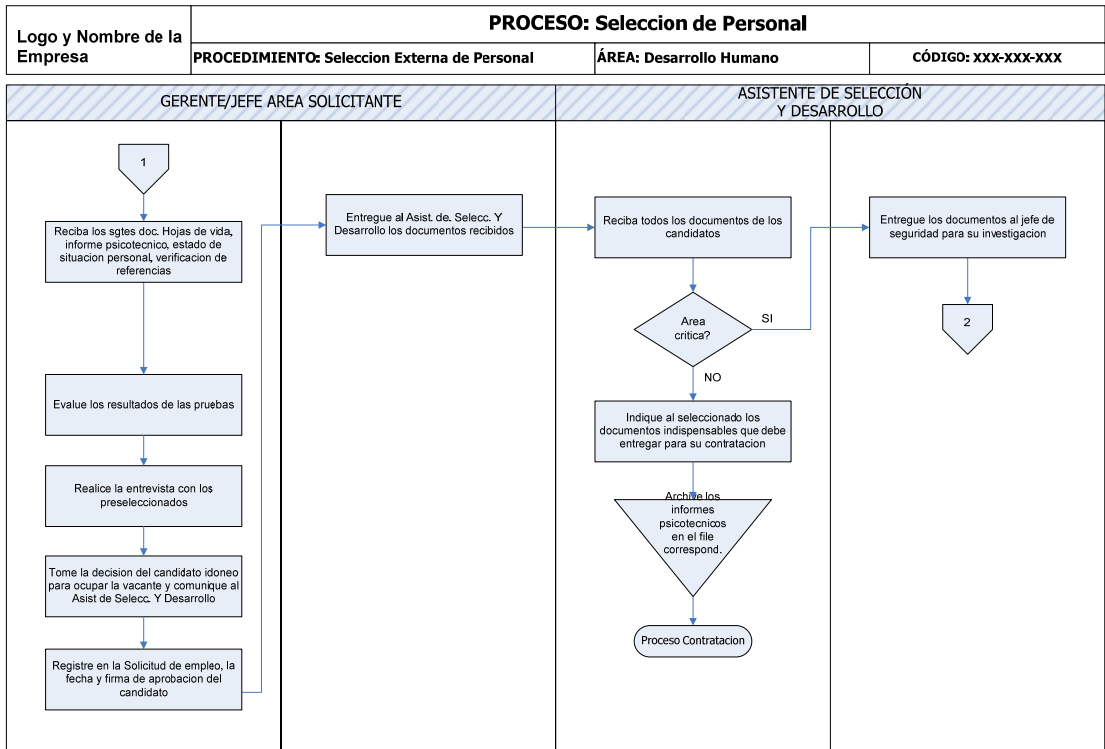 Logo y Nombre de la
Empresa
PROCESO: Seleccion de Personal
PROCEDIMIENTO: Seleccion Externa de Personal
ÁREA: Desarrollo Humano
CÓDIGO: XXX-XXX-XXX
GERENTE/JEFE AREA SOLICITANTE
ASISTENTE DE SELECCIÓN
Y DESARROLLO
1
Reciba los sgtes doc. Hojas de vida,
informe psicotecnico, estado de
situacion personal, verificacion de
referencias
Evalue los resultados de las pruebas
Realice la entrevista con los
preseleccionados
Tome la decision del candidato idoneo
para ocupar la vacante y comunique al
Asist de Selecc. Y Desarrollo
Registre en la Solicitud de empleo, la
fecha y firma de aprobacion del
candidato
Entregue al Asist. de. Selecc. Y
Desarrollo los documentos recibidos
Reciba todos los documentos de los
candidatos
Area
critica?
SI
NO
Indique al seleccionado los
documentos indispensables que debe
entregar para su contratacion
Archive los
informes
psicotecnicos
en el file
correspond.
Proceso Contratacion
Entregue los documentos al jefe de
seguridad para su investigacion
2